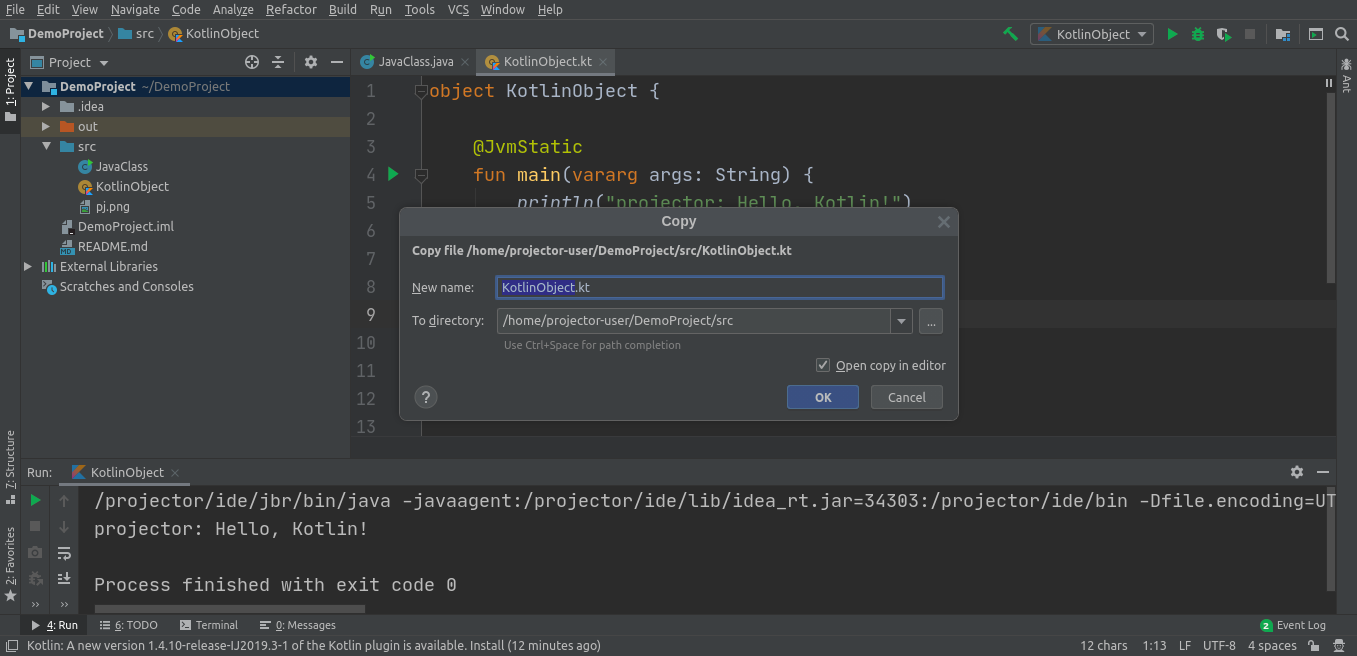 File Edit View Navigate Code Analyze Refactor Build Run Tools VCS Window Help
DemoProject src KotlinObject KotlinObject
1: Project
Project
DemoProject ~/DemoProject
.idea
out
src
JavaClass
KotlinObject
pj.png
DemoProject.iml
README.md
External Libraries
Scratches and Consoles
JavaClass.java KotlinObject.kt
1 object KotlinObject {
2
3 @JvmStatic
4 fun main(vararg args: String) {
5 println("projector: Hello, Kotlin!")
6
7
8
9
10
11
12
13
Ant
Copy
Copy file /home/projector-user/DemoProject/src/KotlinObject.kt
New name: KotlinObject.kt
To directory: /home/projector-user/DemoProject/src ...
Use Ctrl+Space for path completion
Open copy in editor
? OK Cancel
7: Structure
2: Favorites
Run: KotlinObject
/projector/ide/jbr/bin/java -javaagent:/projector/ide/lib/idea_rt.jar=34303:/projector/ide/bin -Dfile.encoding=UT
projector: Hello, Kotlin!
Process finished with exit code 0
4: Run 6: TODO Terminal 0: Messages 2 Event Log
Kotlin: A new version 1.4.10-release-IJ2019.3-1 of the Kotlin plugin is available. Install (12 minutes ago) 12 chars 1:13 LF UTF-8 4 spaces